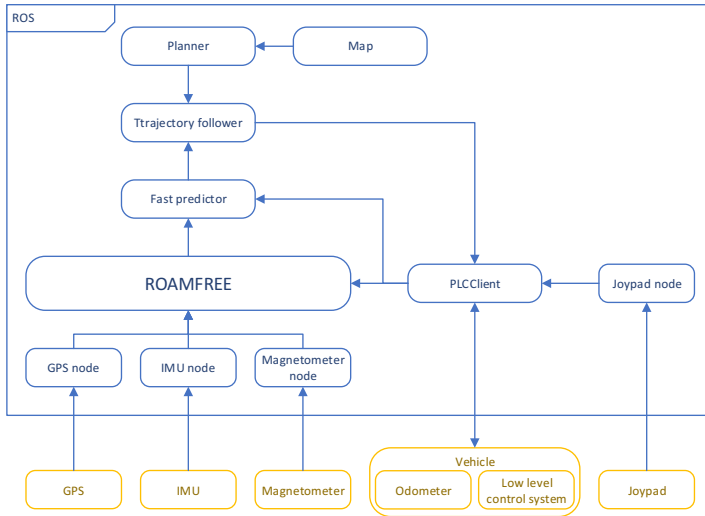 ROS
Planner
Map
Ttrajectory follower
Fast predictor
ROAMFREE
PLCClient
Joypad node
GPS node
IMU node
Magnetometer
node
Vehicle
GPS
IMU
Magnetometer
Odometer
Low level
control system
Joypad